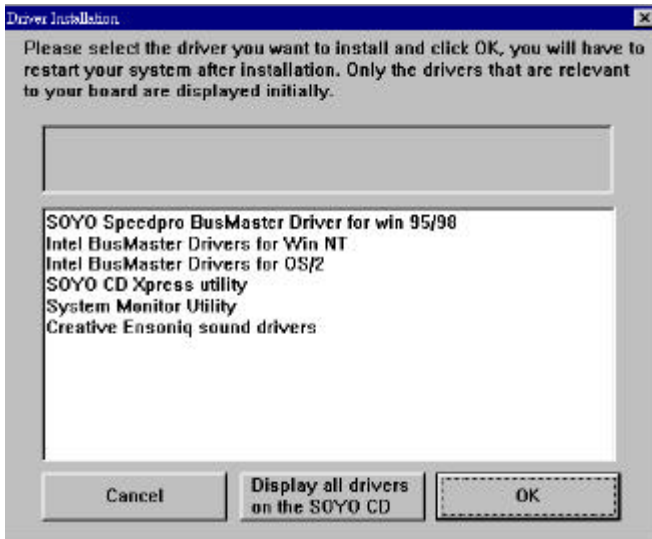 Driver Installation
Please select the driver you want to install and click OK, you will have to
restart your system after installation. Only the drivers that are relevant
to your board are displayed initially.
SOYO Speedpro BusMaster Driver for win 95/98
Intel BusMaster Drivers for Win NT
Intel BusMaster Drivers for OS/2
SOYO CD Xpress utility
System Monitor Utility
Creative Ensoniq sound drivers
Cancel
Display all drivers
on the SOYO CD
OK